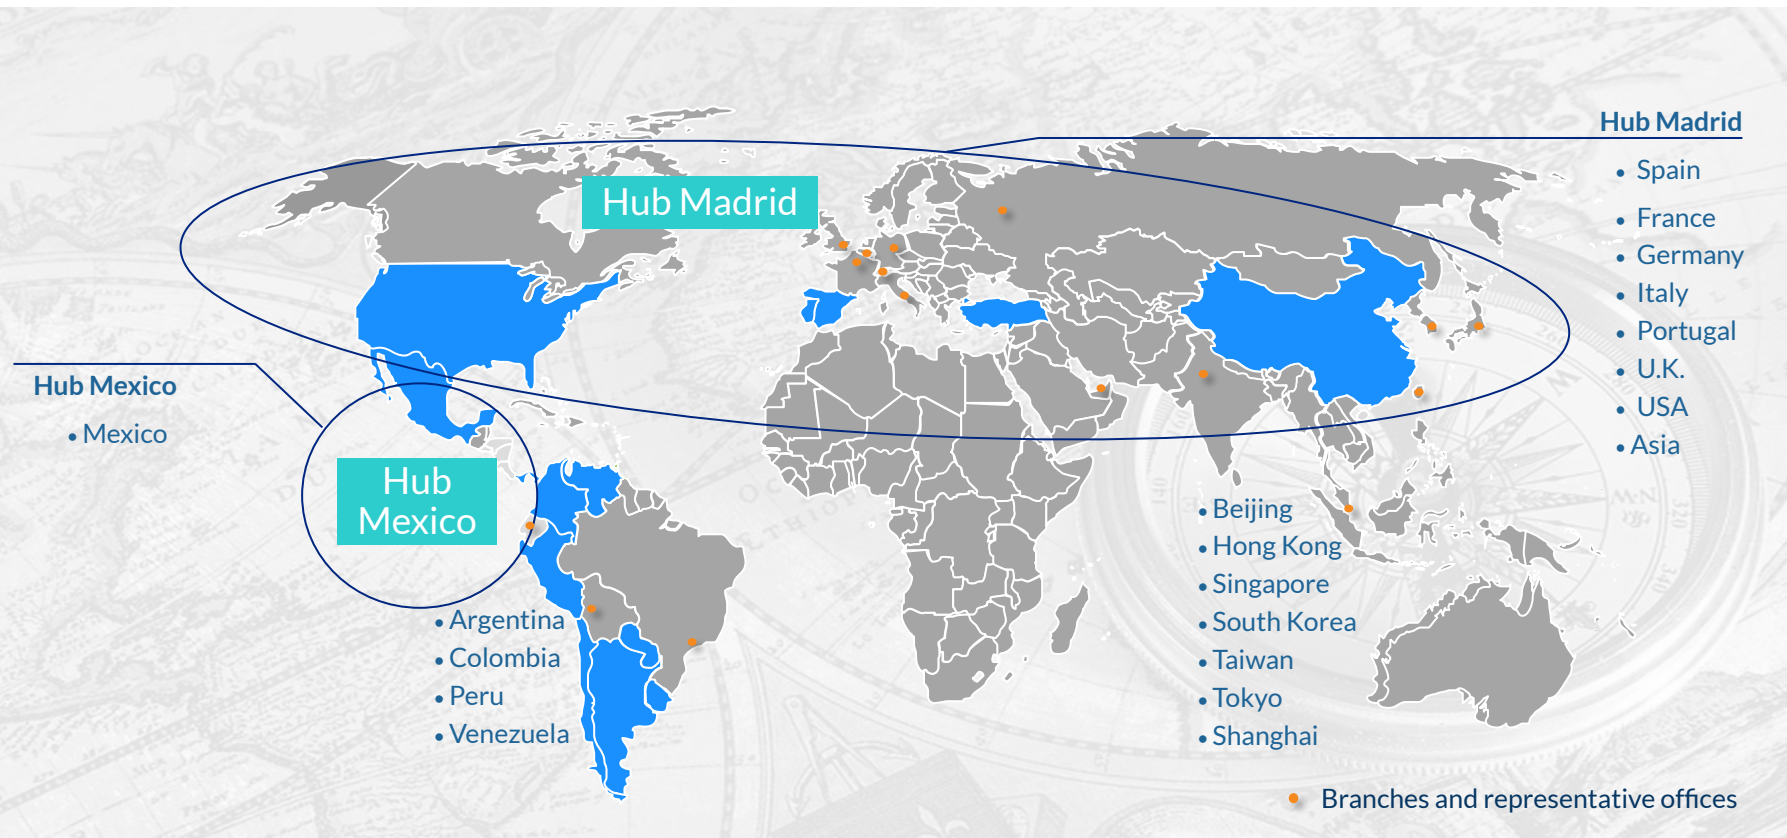 Hub Madrid
• Spain
• France
• Germany
• Italy
• Portugal
• U.K.
• USA
• Asia
Hub Madrid
Hub Mexico
• Mexico
Hub
Mexico
• Argentina
• Colombia
• Peru
• Venezuela
• Beijing
• Hong Kong
• Singapore
• South Korea
• Taiwan
• Tokyo
• Shanghai
Branches and representative offices